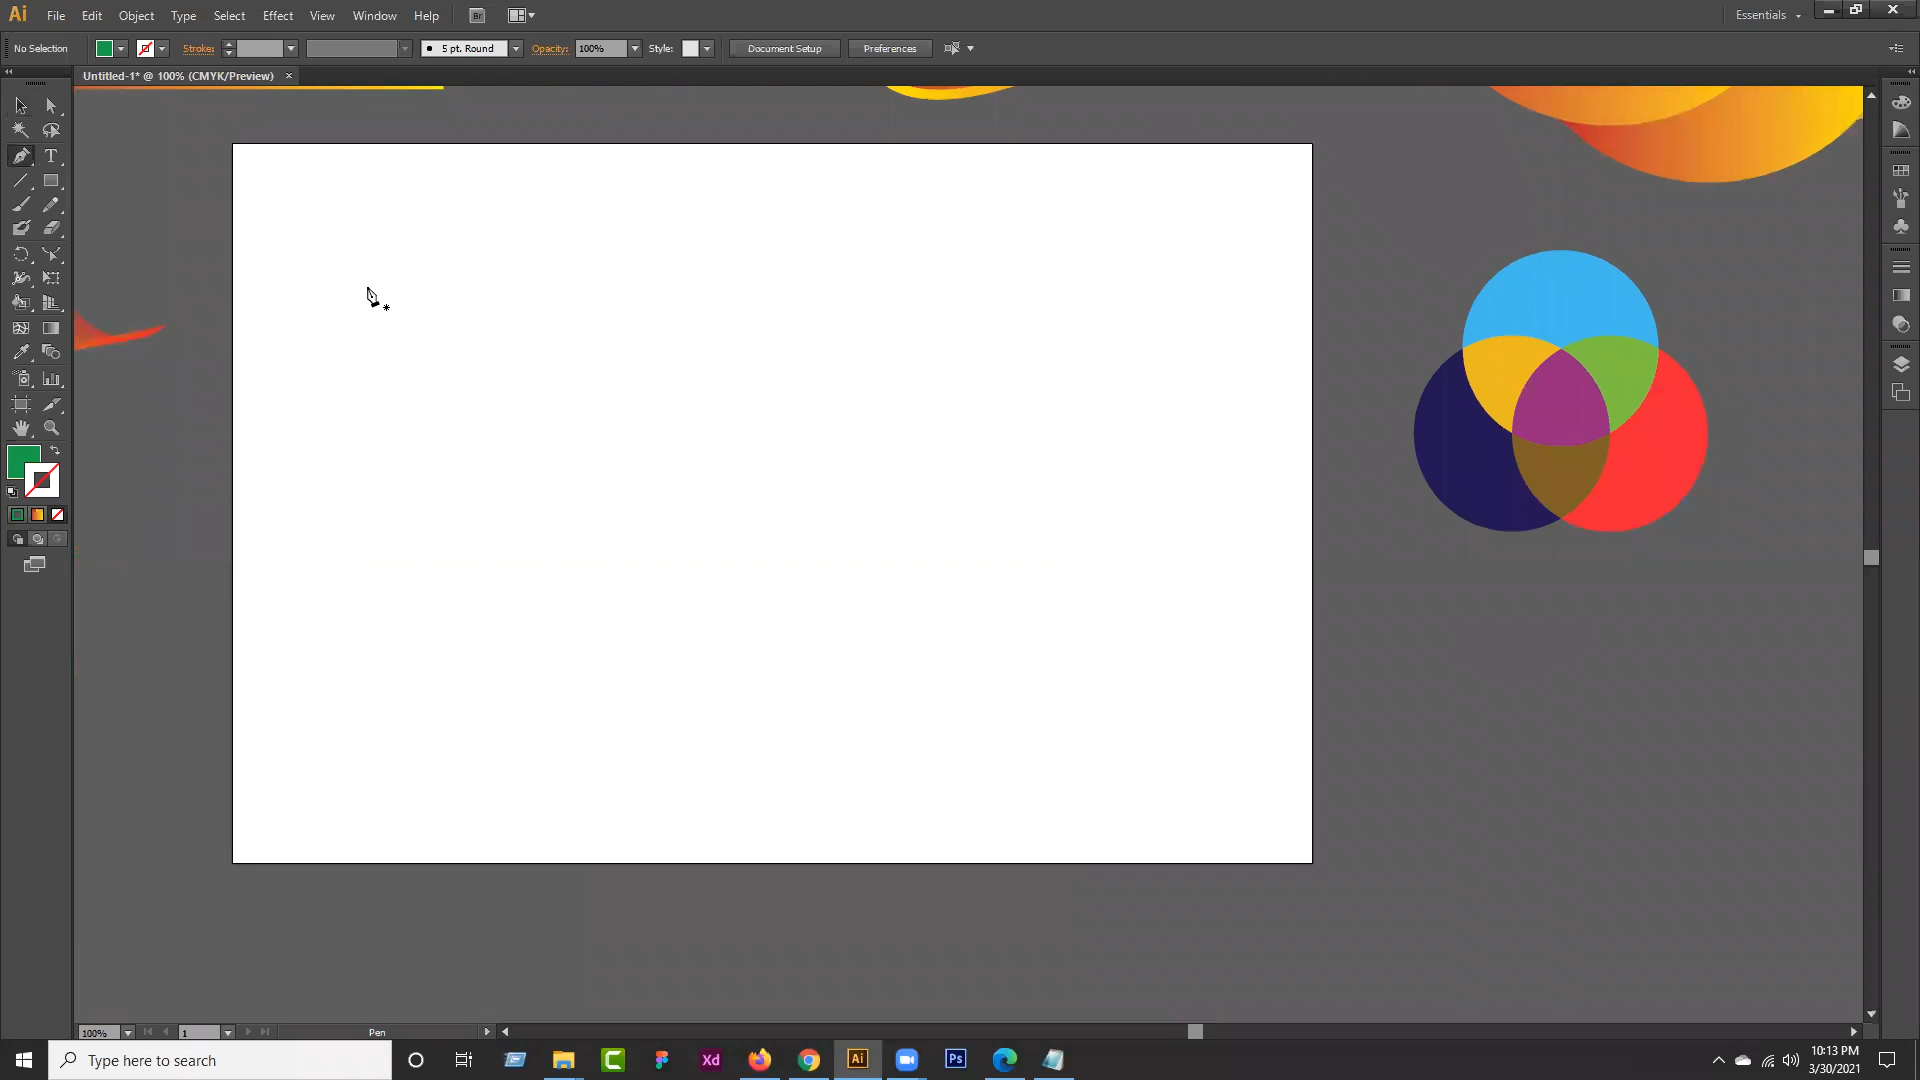 Ai File Edit Object Type Select Effect View Window Help Br Essentials
No Selection Stroke: 5 pt. Round Opacity: 100% Style: Document Setup Preferences
Untitled-1* @ 100% (CMYK/Preview)
T
100% 1 Pen
Type here to search Xd Ai Ps 10:13 PM
3/30/2021